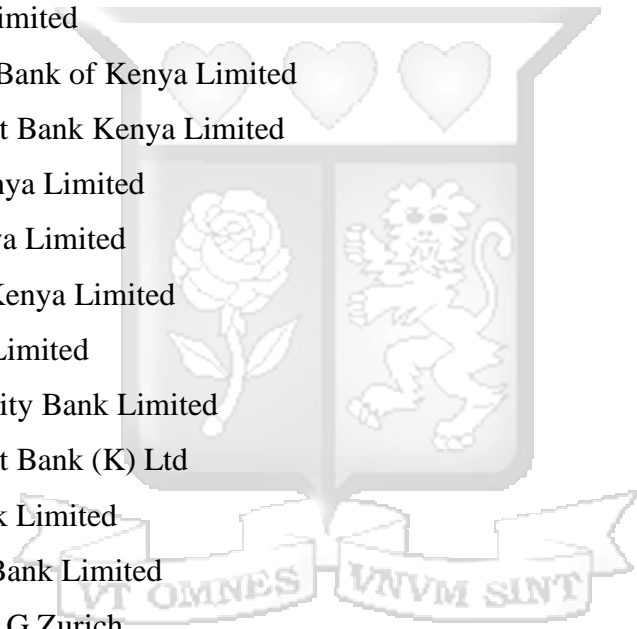 imited
Bank of Kenya Limited
t Bank Kenya Limited
nya Limited
a Limited
Kenya Limited
Limited
ity Bank Limited
t Bank (K) Ltd
k Limited
Bank Limited
G Zurich
VT OMNES VNVM SINT